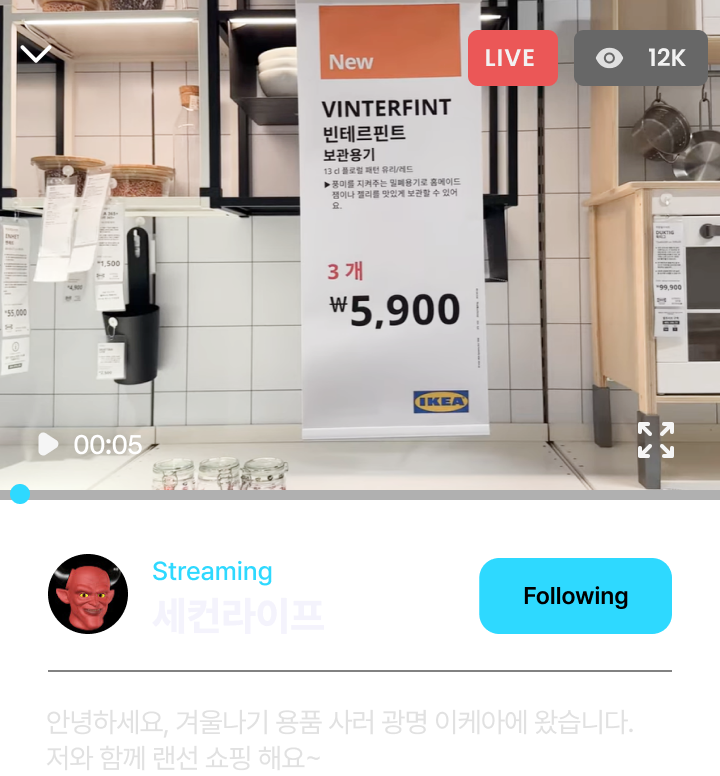 LIVE
12K
New
VINTERFINT
빈테르핀트
보관용기
13 cl 플로럴 패턴 유리/레드
▶풍미를 지켜주는 밀폐용기로 홈메이드
잼이나 젤리를 맛있게 보관할 수 있어
요.
3 개
₩5,900
IKEA
₩1,500
₩55,000
DUKTIG
₩99,900
00:05
Streaming
세컨라이프
Following
안녕하세요, 겨울나기 용품 사러 광명 이케아에 왔습니다.
저와 함께 랜선 쇼핑 해요~